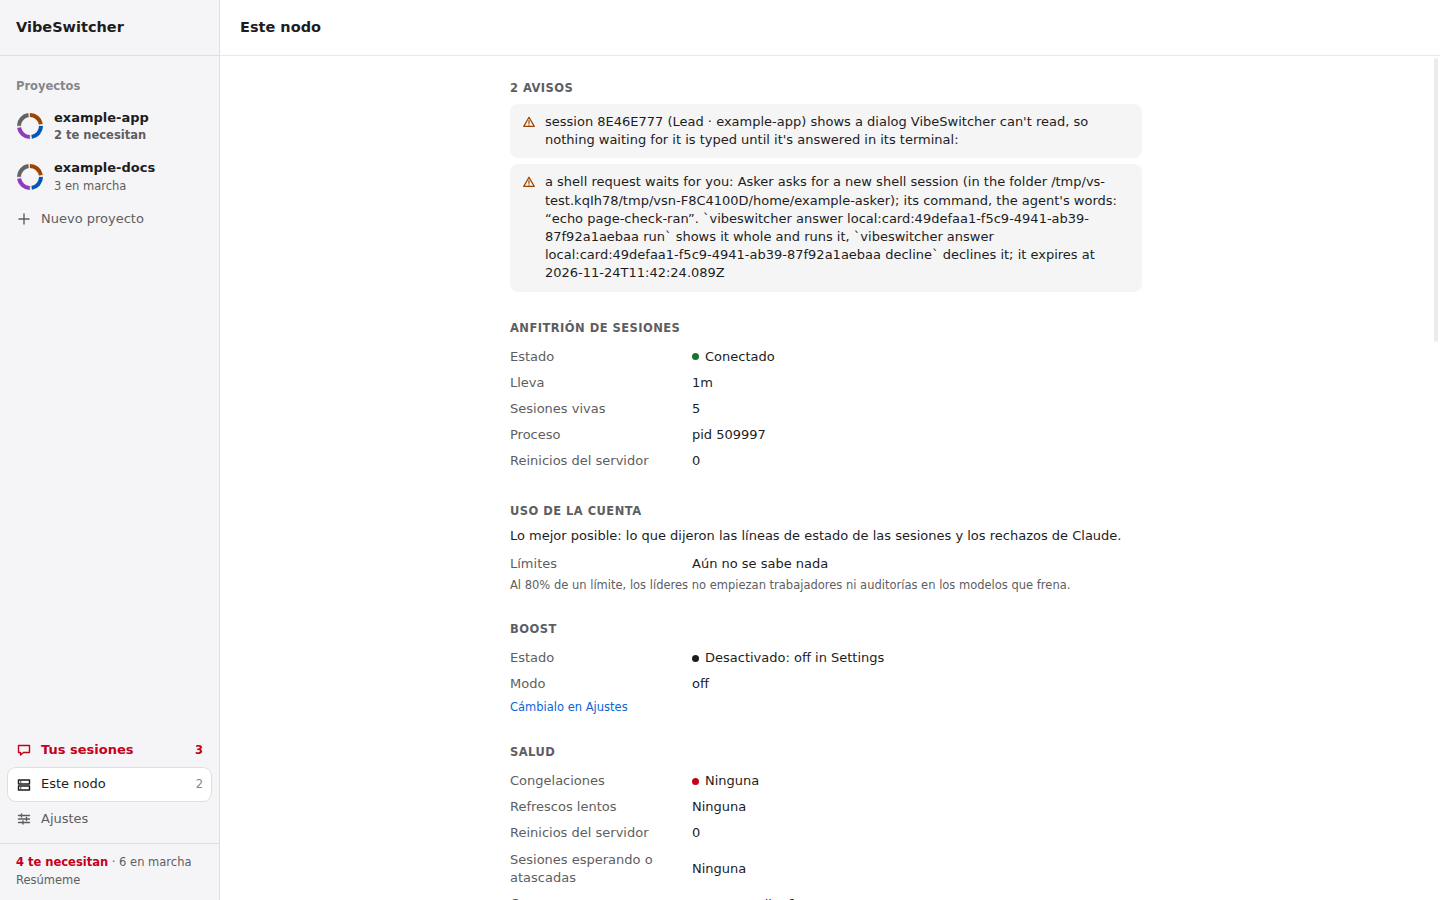 VibeSwitcher
Este nodo
Proyectos
example-app
2 te necesitan
example-docs
3 en marcha
Nuevo proyecto
2 AVISOS
session 8E46E777 (Lead · example-app) shows a dialog VibeSwitcher can't read, so
nothing waiting for it is typed until it's answered in its terminal:
a shell request waits for you: Asker asks for a new shell session (in the folder /tmp/vs-
test.kqIh78/tmp/vsn-F8C4100D/home/example-asker); its command, the agent's words:
“echo page-check-ran”. `vibeswitcher answer local:card:49defaa1-f5c9-4941-ab39-
87f92a1aebaa run` shows it whole and runs it, `vibeswitcher answer
local:card:49defaa1-f5c9-4941-ab39-87f92a1aebaa decline` declines it; it expires at
2026-11-24T11:42:24.089Z
ANFITRIÓN DE SESIONES
Estado Conectado
Lleva 1m
Sesiones vivas 5
Proceso pid 509997
Reinicios del servidor 0
USO DE LA CUENTA
Lo mejor posible: lo que dijeron las líneas de estado de las sesiones y los rechazos de Claude.
Límites Aún no se sabe nada
Al 80% de un límite, los líderes no empiezan trabajadores ni auditorías en los modelos que frena.
BOOST
Estado Desactivado: off in Settings
Modo off
Cámbialo en Ajustes
SALUD
Congelaciones Ninguna
Refrescos lentos Ninguna
Reinicios del servidor 0
Sesiones esperando o
atascadas Ninguna
Tus sesiones 3
Este nodo 2
Ajustes
4 te necesitan · 6 en marcha
Resúmeme